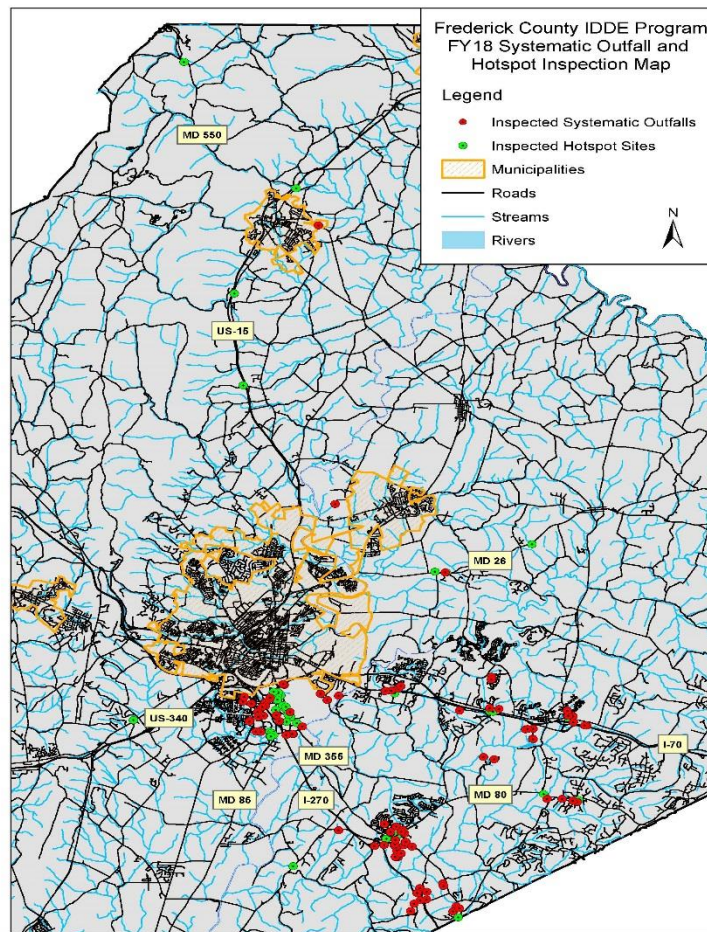 Frederick County IDDE Program
FY18 Systematic Outfall and
Hotspot Inspection Map
Legend
Inspected Systematic Outfalls
Inspected Hotspot Sites
Municipalities
Roads
Streams
Rivers
N
MD 550
US-15
MD 26
US-340
MD 355
I-70
MD 85
I-270
MD 80